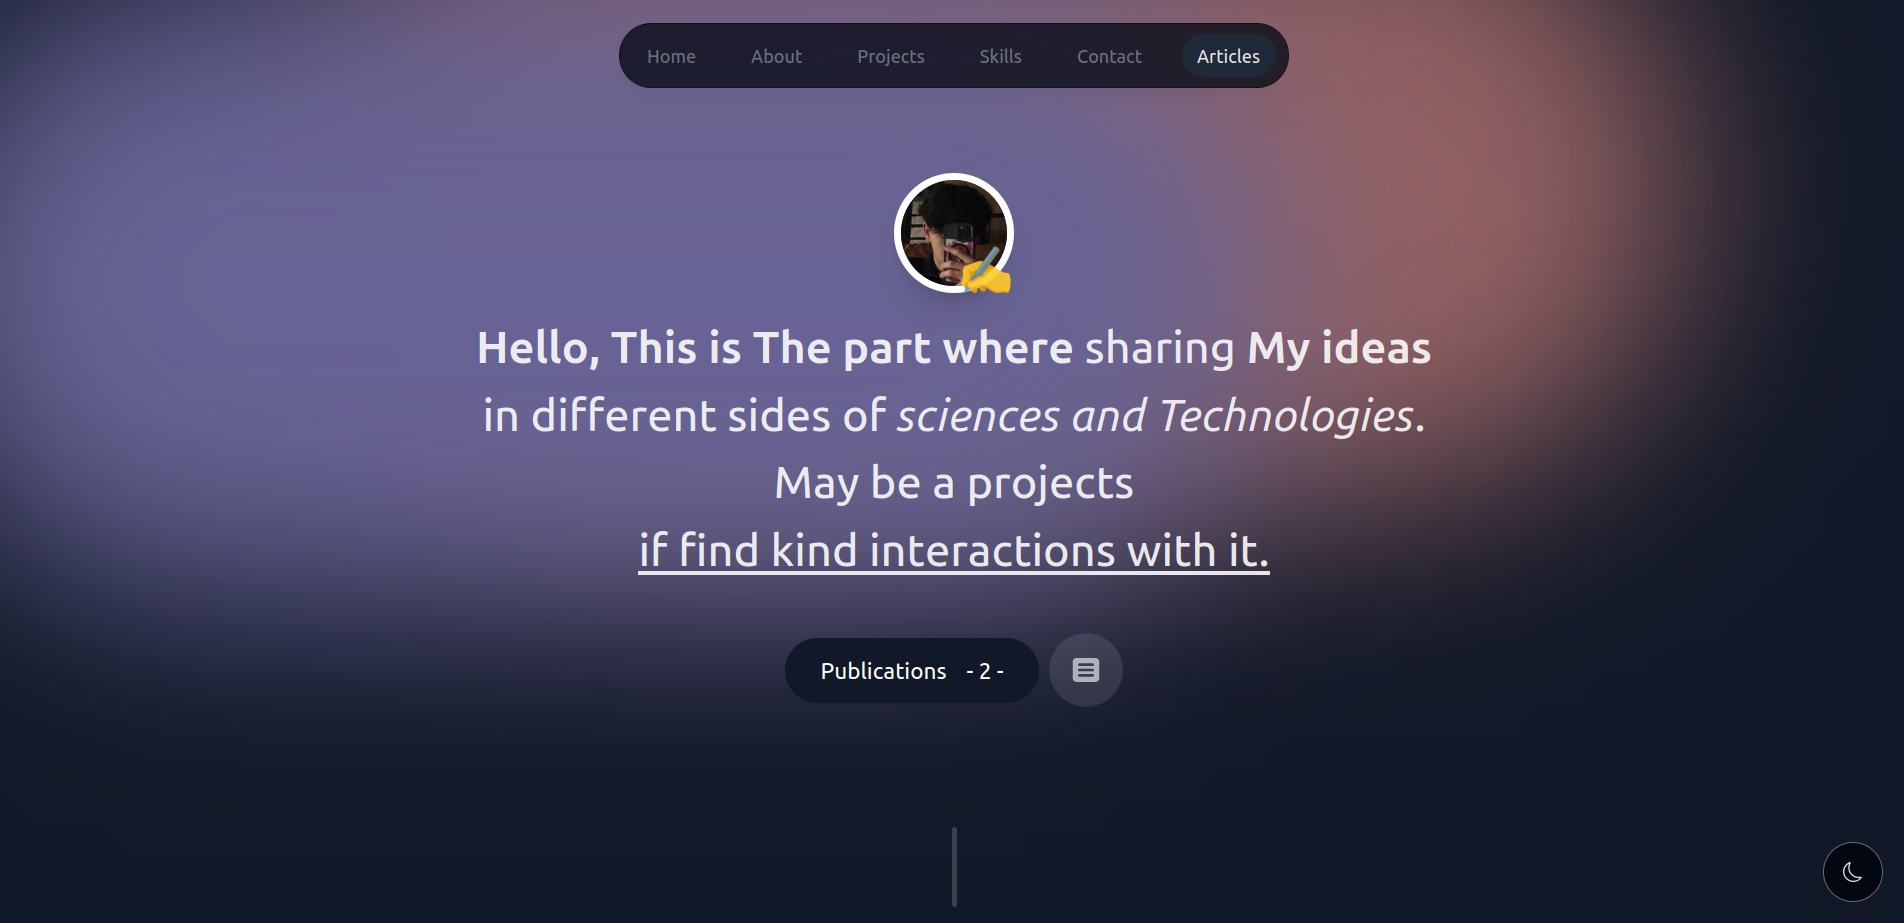 Home About Projects Skills Contact Articles
Hello, This is The part where sharing My ideas
in different sides of sciences and Technologies.
May be a projects
if find kind interactions with it.
Publications - 2 -